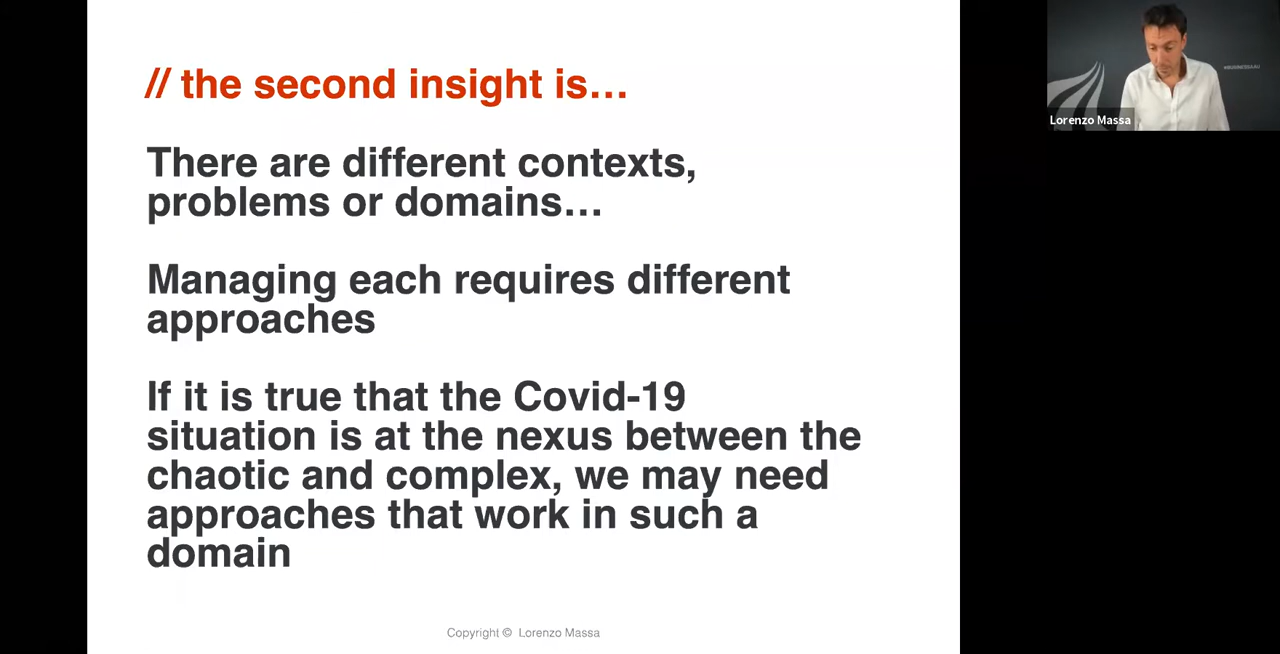 // the second insight is…
There are different contexts,
problems or domains…
Managing each requires different
approaches
If it is true that the Covid-19
situation is at the nexus between the
chaotic and complex, we may need
approaches that work in such a
domain
Copyright © Lorenzo Massa
Lorenzo Massa